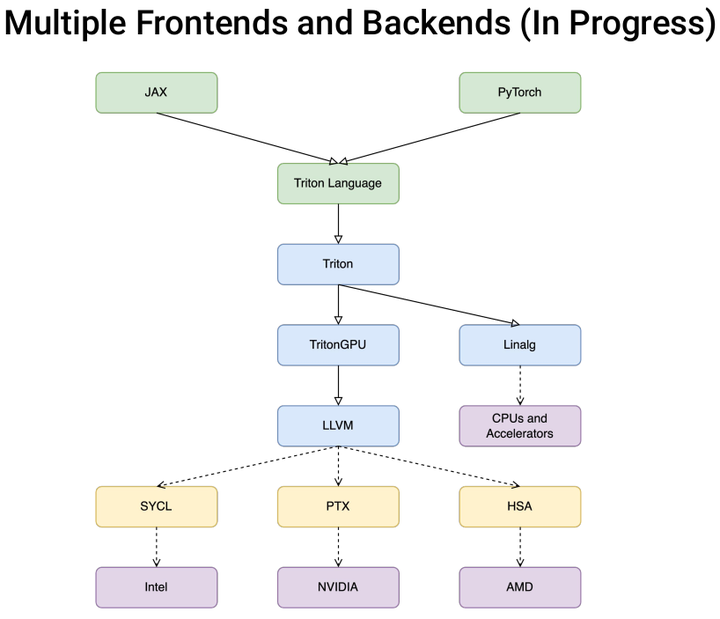 Multiple Frontends and Backends (In Progress)
JAX
PyTorch
Triton Language
Triton
TritonGPU
Linalg
LLVM
CPUs and
Accelerators
SYCL
PTX
HSA
Intel
NVIDIA
AMD